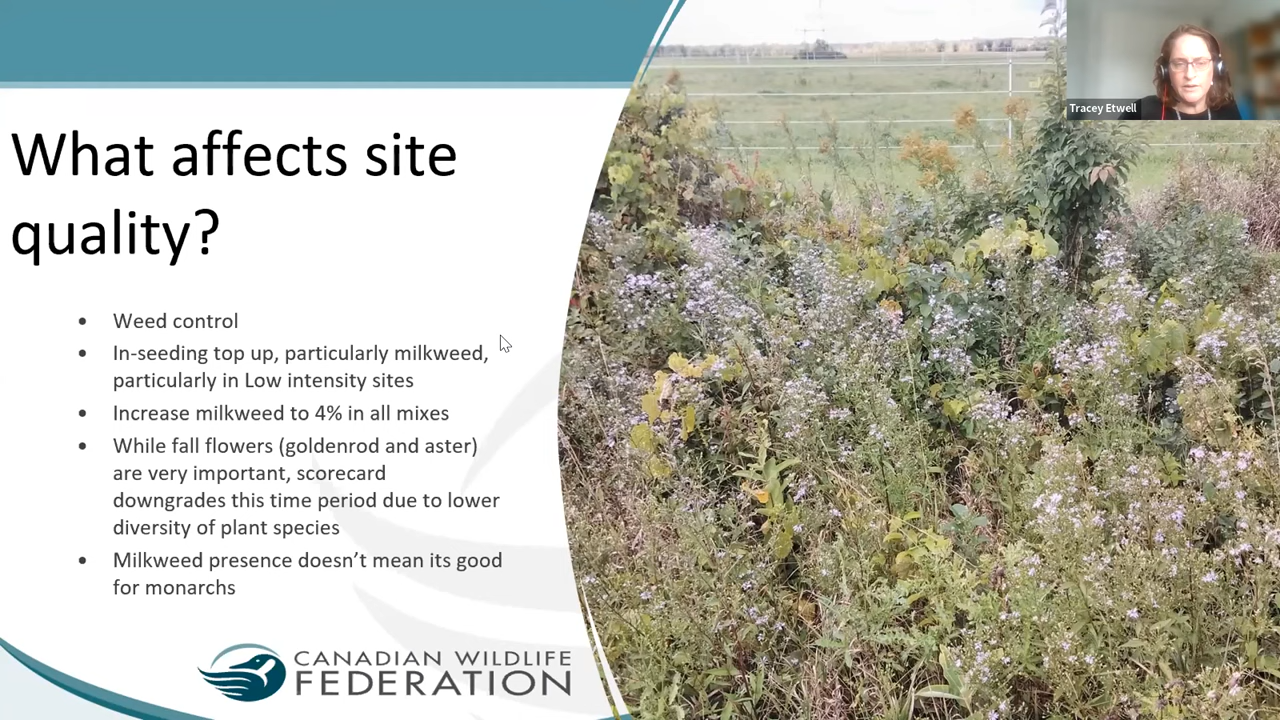 Tracey Etwell
What affects site
quality?
• Weed control
• In-seeding top up, particularly milkweed,
particularly in Low intensity sites
• Increase milkweed to 4% in all mixes
• While fall flowers (goldenrod and aster)
are very important, scorecard
downgrades this time period due to lower
diversity of plant species
• Milkweed presence doesn’t mean its good
for monarchs
CANADIAN WILDLIFE
FEDERATION